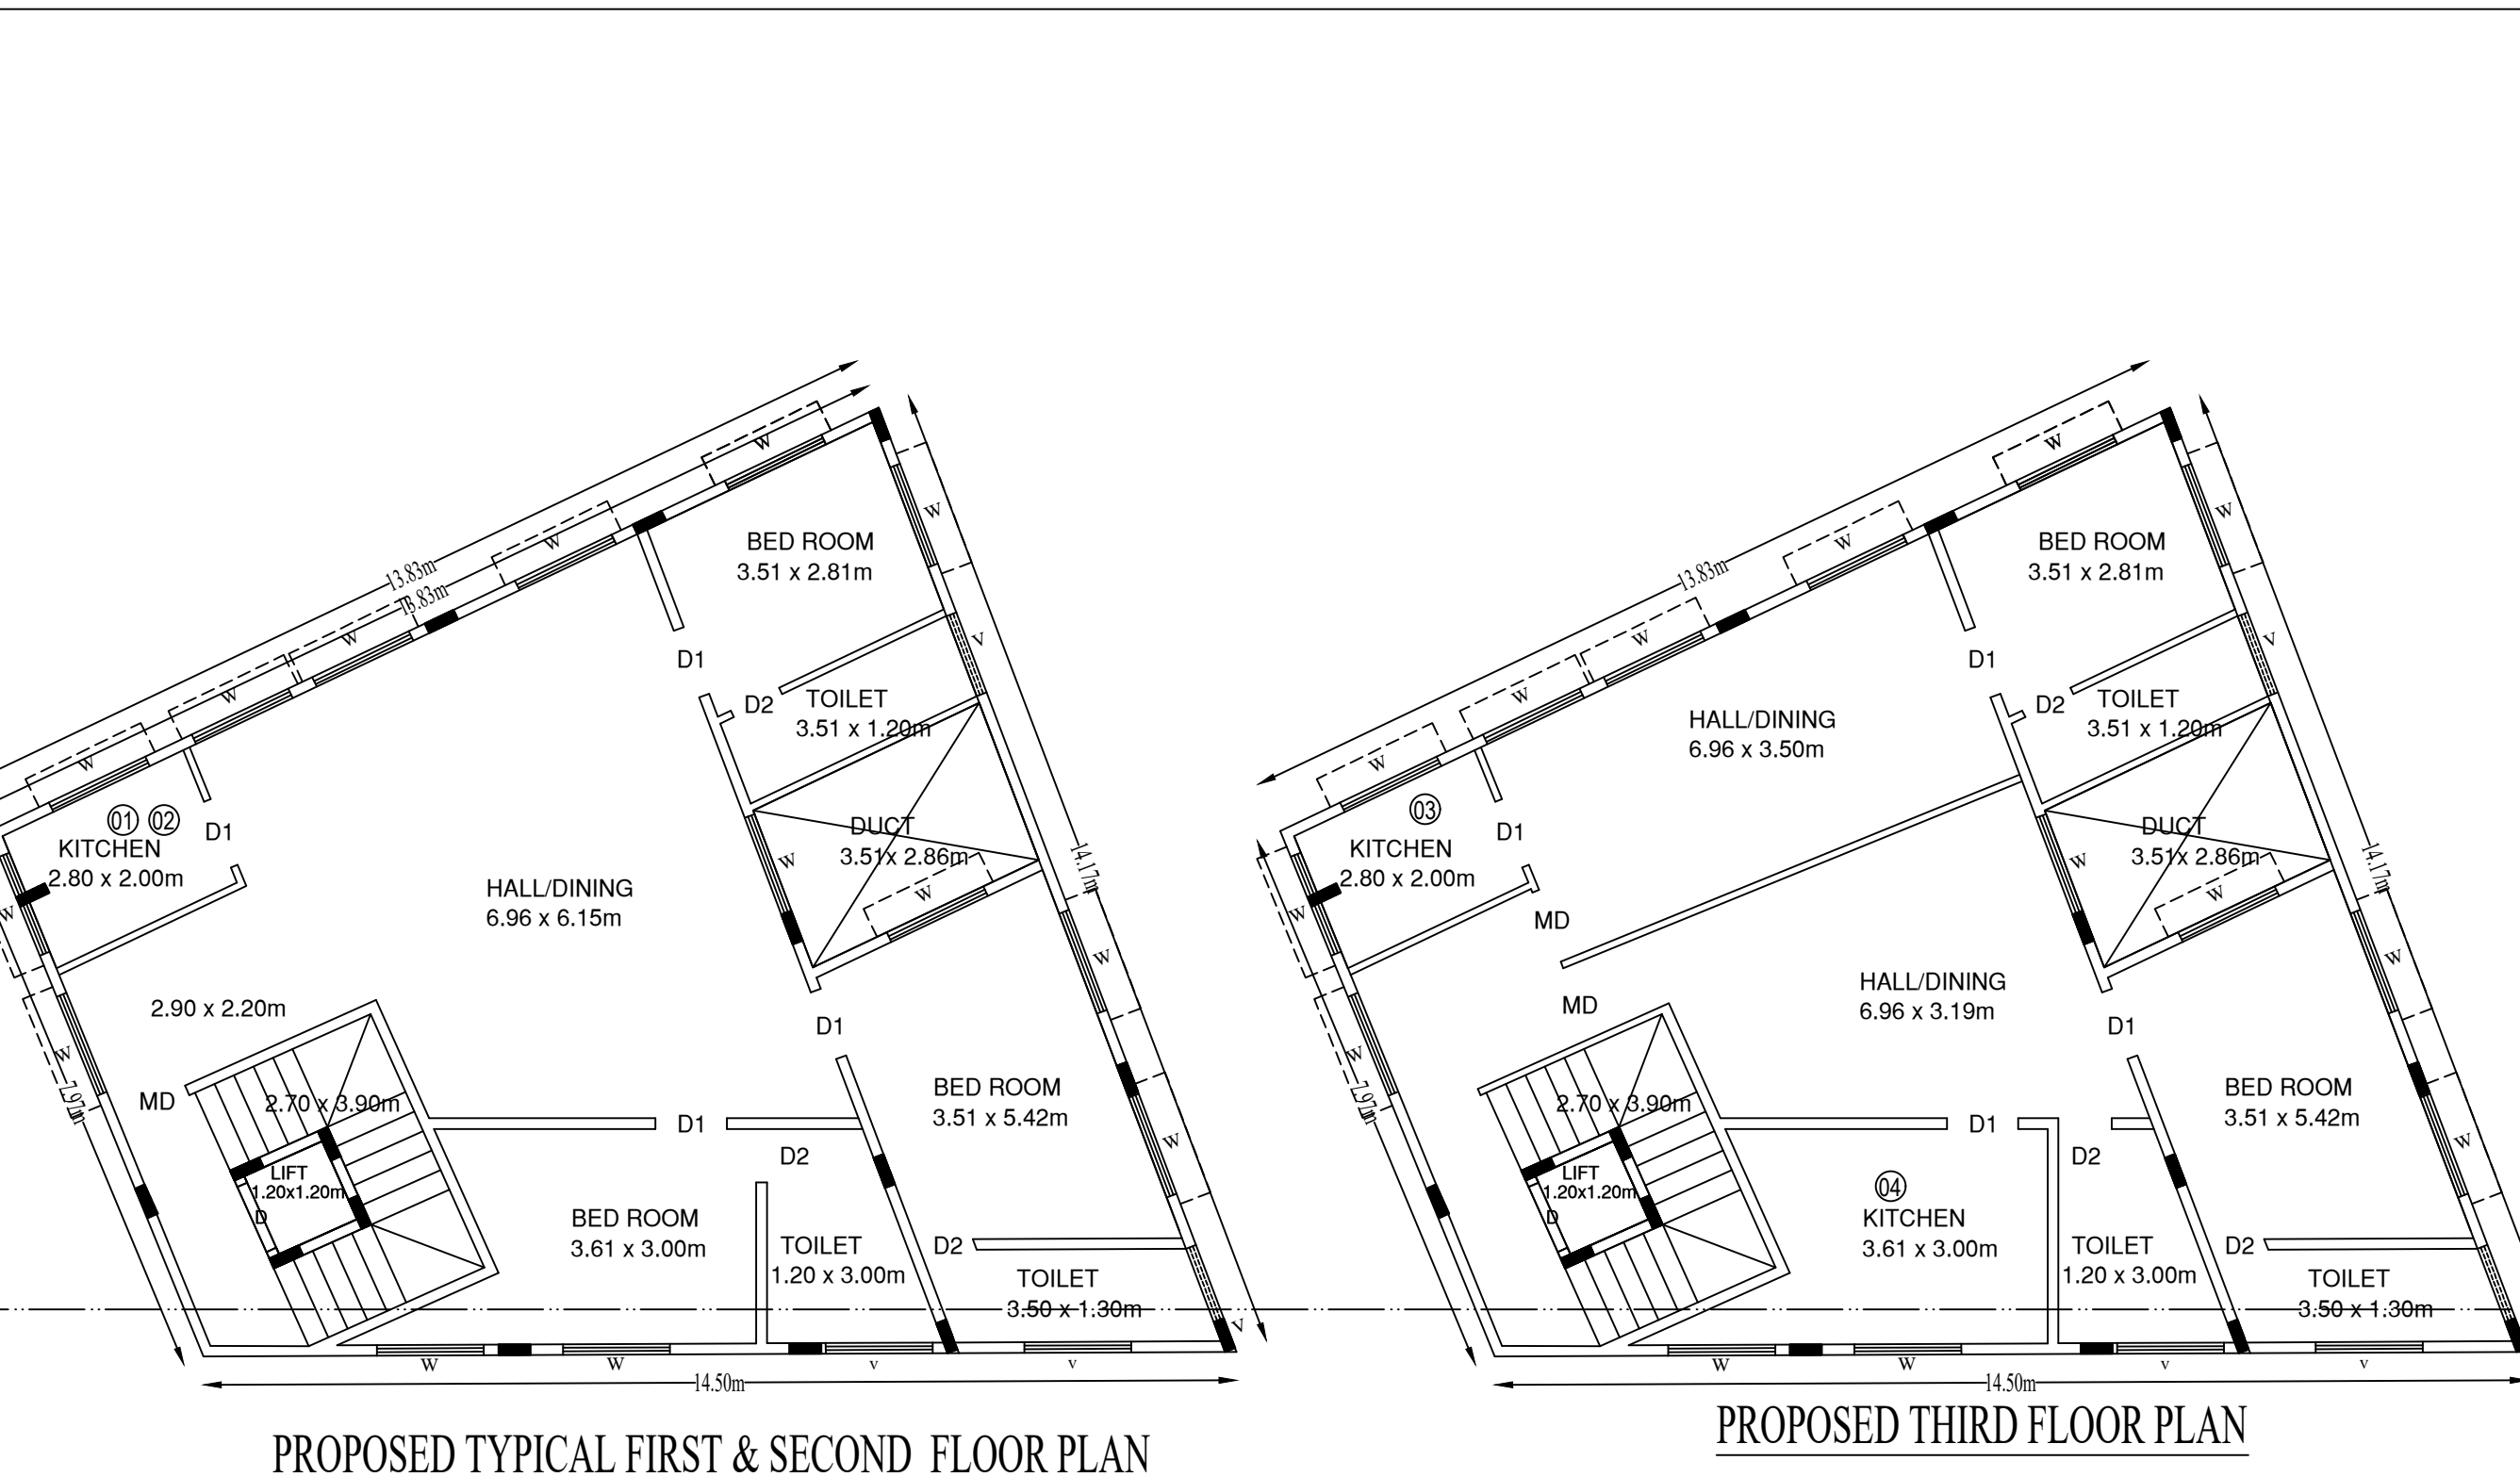 13.83m
13.83m
W
W
W
W
W
BED ROOM
3.51 x 2.81m
W
V
D1
D2
TOILET
3.51 x 1.20m
01 02
KITCHEN
2.80 x 2.00m
D1
W
HALL/DINING
6.96 x 6.15m
W
DUCT
3.51x 2.86m
W
14.17m
W
2.90 x 2.20m
W
7.97m
MD
2.70 x 3.90m
LIFT
1.20x1.20m
D
D1
D1
D2
BED ROOM
3.51 x 5.42m
W
BED ROOM
3.61 x 3.00m
TOILET
1.20 x 3.00m
D2
TOILET
3.50 x 1.30m
V
W
W
V
V
14.50m
PROPOSED TYPICAL FIRST & SECOND FLOOR PLAN
13.83m
W
W
W
W
W
BED ROOM
3.51 x 2.81m
W
V
D1
D2
TOILET
3.51 x 1.20m
HALL/DINING
6.96 x 3.50m
03
KITCHEN
2.80 x 2.00m
D1
W
MD
W
DUCT
3.51x 2.86m
W
14.17m
W
MD
HALL/DINING
6.96 x 3.19m
W
7.97m
2.70 x 3.90m
LIFT
1.20x1.20m
D
D1
D1
D2
BED ROOM
3.51 x 5.42m
W
04
KITCHEN
3.61 x 3.00m
TOILET
1.20 x 3.00m
D2
TOILET
3.50 x 1.30m
W
W
V
V
14.50m
PROPOSED THIRD FLOOR PLAN